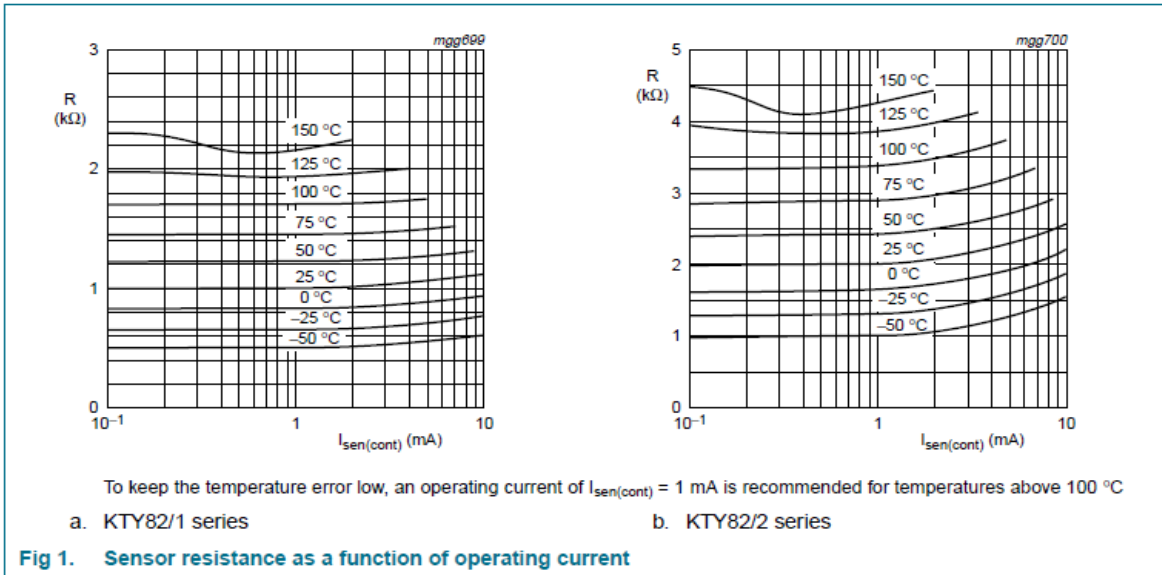 mgg699
3
R
(kΩ)
2
1
0
150 °C
125 °C
100 °C
75 °C
50 °C
25 °C
0 °C
–25 °C
–50 °C
10⁻¹ 1 10
Isen(cont) (mA)
mgg700
5
R
(kΩ)
4
3
2
1
0
150 °C
125 °C
100 °C
75 °C
50 °C
25 °C
0 °C
–25 °C
–50 °C
10⁻¹ 1 10
Isen(cont) (mA)
To keep the temperature error low, an operating current of Isen(cont) = 1 mA is recommended for temperatures above 100 °C
a. KTY82/1 series
b. KTY82/2 series
Fig 1. Sensor resistance as a function of operating current